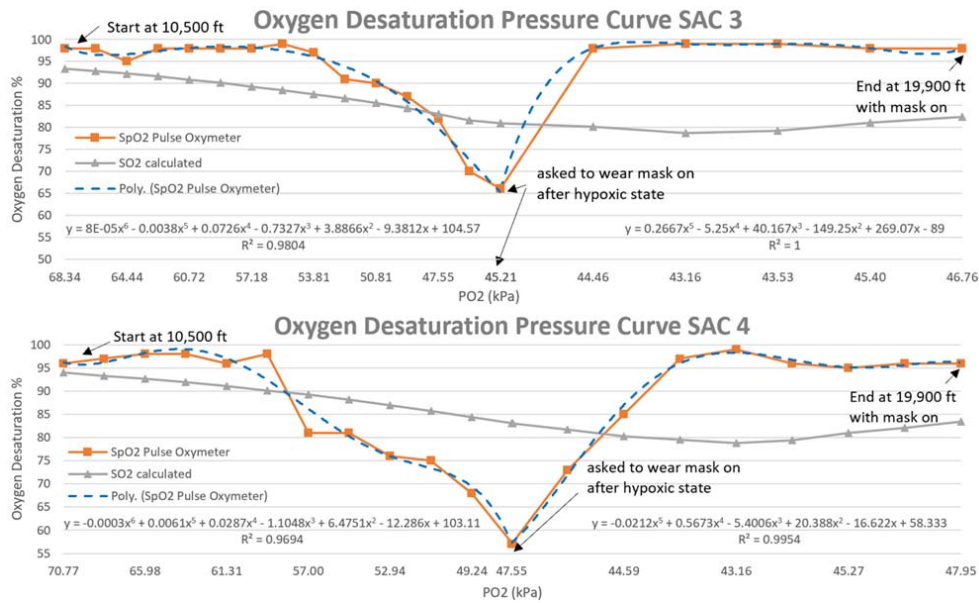 Oxygen Desaturation Pressure Curve SAC 3
Oxygen Desaturation %
100
95
90
85
80
75
70
65
60
55
50
Start at 10,500 ft
SpO2 Pulse Oxymeter
SO2 calculated
Poly. (SpO2 Pulse Oxymeter)
asked to wear mask on
after hypoxic state
End at 19,900 ft
with mask on
y = 8E-05x⁶ - 0.0038x⁵ + 0.0726x⁴ - 0.7327x³ + 3.8866x² - 9.3812x + 104.57
R² = 0.9804
y = 0.2667x⁵ - 5.25x⁴ + 40.167x³ - 149.25x² + 269.07x - 89
R² = 1
68.34 64.44 60.72 57.18 53.81 50.81 47.55 45.21 44.46 43.16 43.53 45.40 46.76
PO2 (kPa)
Oxygen Desaturation Pressure Curve SAC 4
Oxygen Desaturation %
100
95
90
85
80
75
70
65
60
55
Start at 10,500 ft
SpO2 Pulse Oxymeter
SO2 calculated
Poly. (SpO2 Pulse Oxymeter)
asked to wear mask on
after hypoxic state
End at 19,900 ft
with mask on
y = -0.0003x⁶ + 0.0061x⁵ + 0.0287x⁴ - 1.1048x³ + 6.4751x² - 12.286x + 103.11
R² = 0.9694
y = -0.0212x⁵ + 0.5673x⁴ - 5.4006x³ + 20.388x² - 16.622x + 58.333
R² = 0.9954
70.77 65.98 61.31 57.00 52.94 49.24 47.55 44.59 43.16 45.27 47.95
PO2 (kPa)